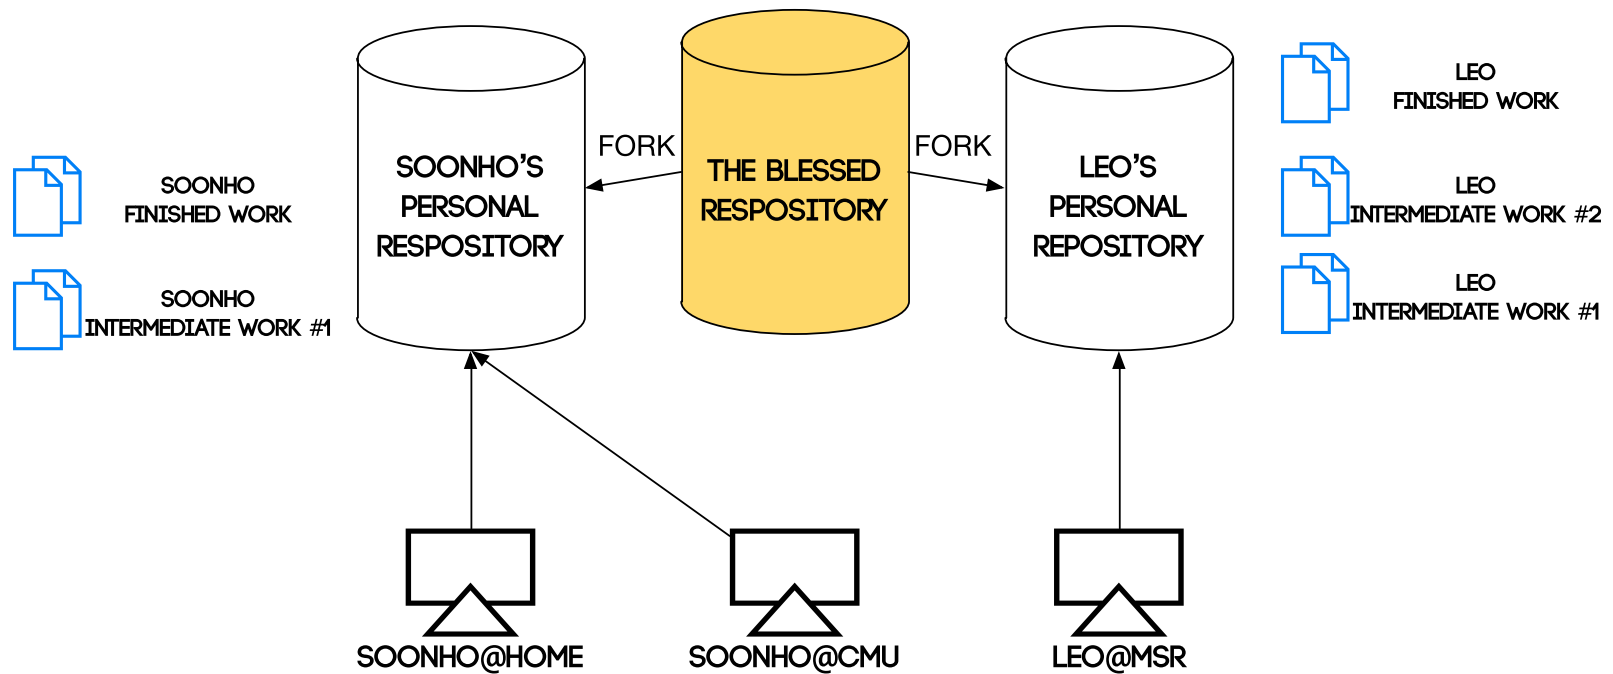 SOONHO
FINISHED WORK
SOONHO
INTERMEDIATE WORK #1
SOONHO'S
PERSONAL
RESPOSITORY
FORK
THE BLESSED
RESPOSITORY
FORK
LEO'S
PERSONAL
REPOSITORY
LEO
FINISHED WORK
LEO
INTERMEDIATE WORK #2
LEO
INTERMEDIATE WORK #1
SOONHO@HOME
SOONHO@CMU
LEO@MSR